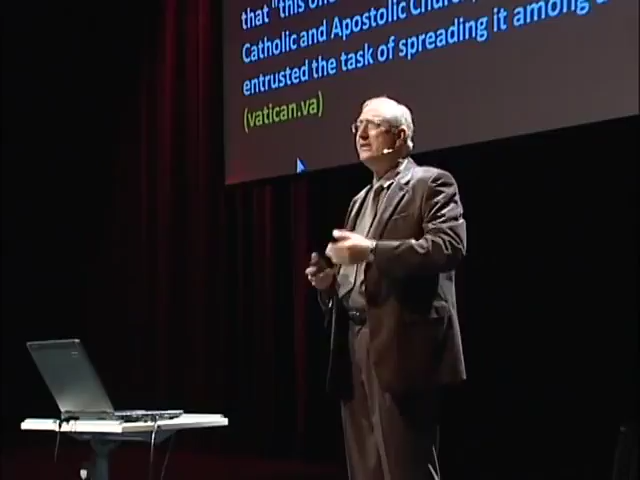 that "this one
Catholic and Apostolic Church,
entrusted the task of spreading it among a
(vatican.va)